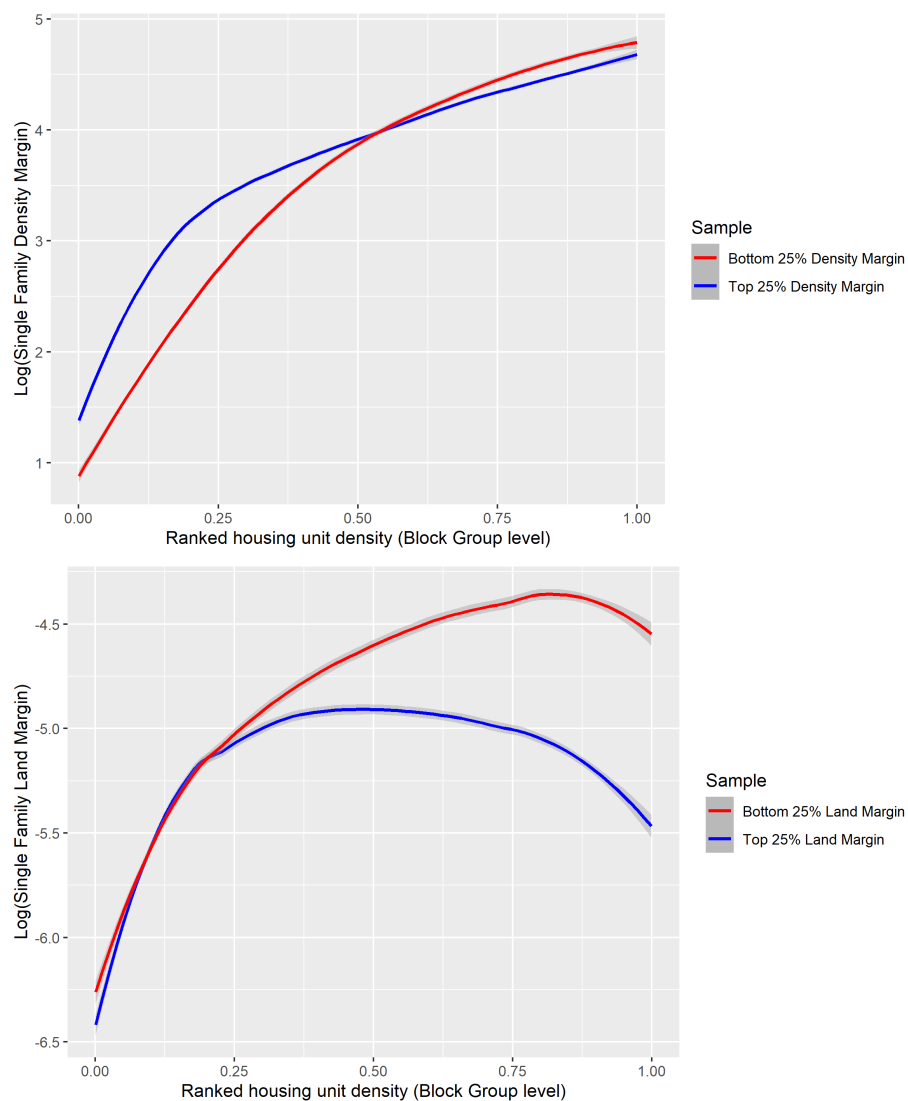 5
4
3
2
1
Log(Single Family Density Margin)
0.00 0.25 0.50 0.75 1.00
Ranked housing unit density (Block Group level)
Sample
Bottom 25% Density Margin
Top 25% Density Margin
-4.5
-5.0
-5.5
-6.0
-6.5
Log(Single Family Land Margin)
0.00 0.25 0.50 0.75 1.00
Ranked housing unit density (Block Group level)
Sample
Bottom 25% Land Margin
Top 25% Land Margin